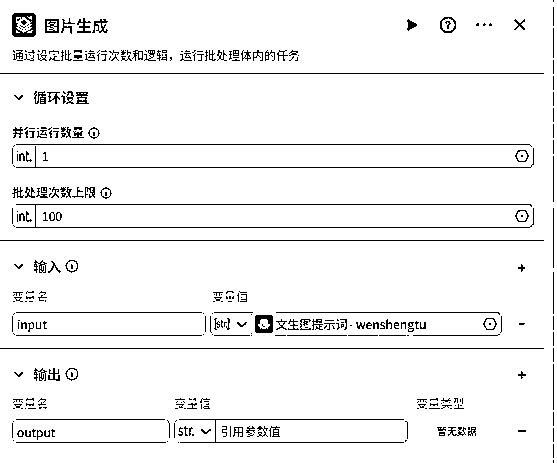 图片生成
通过设定批量运行次数和逻辑，运行批处理体内的任务
循环设置
并行运行数量
int. 1
批处理次数上限
int. 100
输入
变量名 变量值
input [str] 文生图提示词 - wenshengtu
输出
变量名 变量值 变量类型
output str. 引用参数值 暂无数据